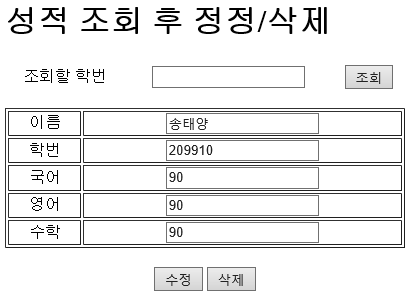 성적 조회 후 정정/삭제
조회할 학번 조회
이름 송태양
학번 209910
국어 90
영어 90
수학 90
수정 삭제